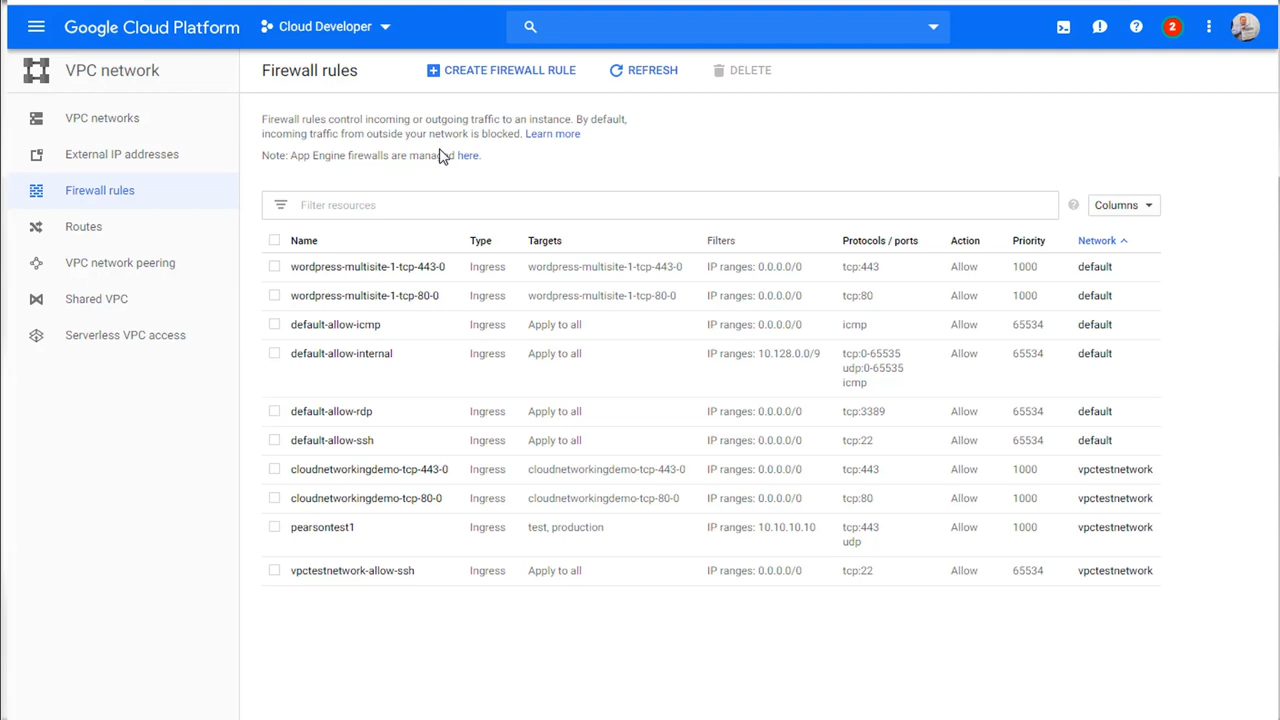 Google Cloud Platform Cloud Developer 2
VPC network Firewall rules CREATE FIREWALL RULE REFRESH DELETE
VPC networks
External IP addresses
Firewall rules
Routes
VPC network peering
Shared VPC
Serverless VPC access
Firewall rules control incoming or outgoing traffic to an instance. By default,
incoming traffic from outside your network is blocked. Learn more
Note: App Engine firewalls are managed here.
Filter resources Columns
Name Type Targets Filters Protocols / ports Action Priority Network
wordpress-multisite-1-tcp-443-0 Ingress wordpress-multisite-1-tcp-443-0 IP ranges: 0.0.0.0/0 tcp:443 Allow 1000 default
wordpress-multisite-1-tcp-80-0 Ingress wordpress-multisite-1-tcp-80-0 IP ranges: 0.0.0.0/0 tcp:80 Allow 1000 default
default-allow-icmp Ingress Apply to all IP ranges: 0.0.0.0/0 icmp Allow 65534 default
default-allow-internal Ingress Apply to all IP ranges: 10.128.0.0/9 tcp:0-65535 Allow 65534 default
udp:0-65535
icmp
default-allow-rdp Ingress Apply to all IP ranges: 0.0.0.0/0 tcp:3389 Allow 65534 default
default-allow-ssh Ingress Apply to all IP ranges: 0.0.0.0/0 tcp:22 Allow 65534 default
cloudnetworkingdemo-tcp-443-0 Ingress cloudnetworkingdemo-tcp-443-0 IP ranges: 0.0.0.0/0 tcp:443 Allow 1000 vpctestnetwork
cloudnetworkingdemo-tcp-80-0 Ingress cloudnetworkingdemo-tcp-80-0 IP ranges: 0.0.0.0/0 tcp:80 Allow 1000 vpctestnetwork
pearsontest1 Ingress test, production IP ranges: 10.10.10.10 tcp:443 Allow 1000 vpctestnetwork
udp
vpctestnetwork-allow-ssh Ingress Apply to all IP ranges: 0.0.0.0/0 tcp:22 Allow 65534 vpctestnetwork